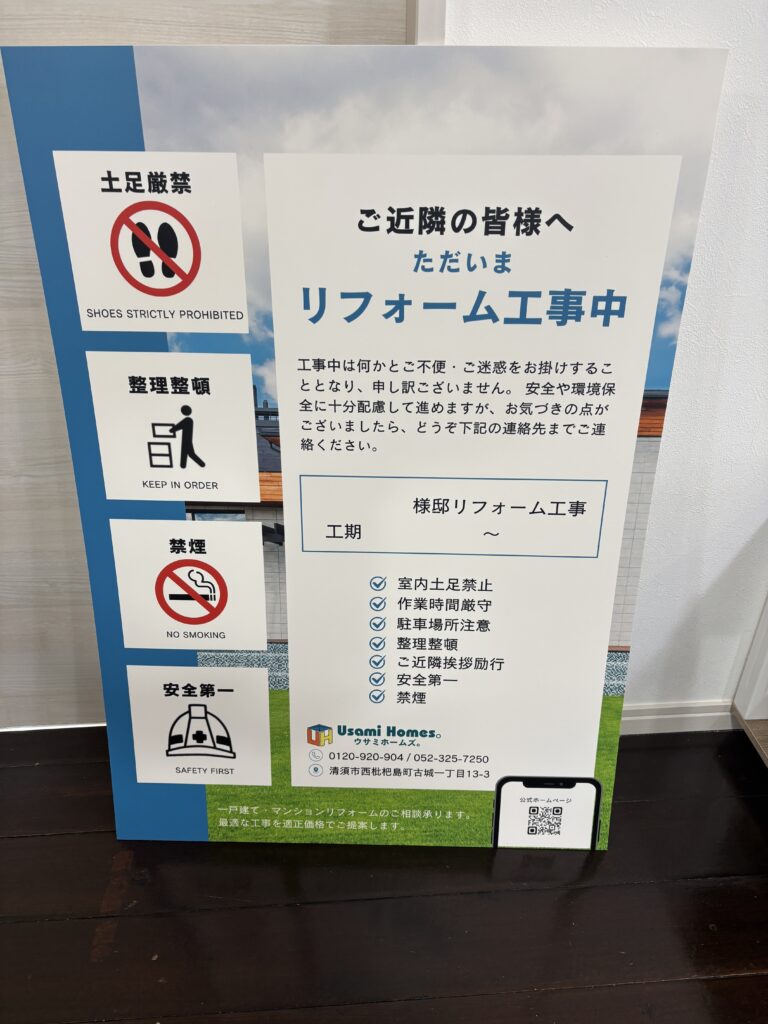 土足厳禁
SHOES STRICTLY PROHIBITED
整理整頓
KEEP IN ORDER
禁煙
NO SMOKING
安全第一
SAFETY FIRST
ご近隣の皆様へ
ただいま
リフォーム工事中
工事中は何かとご不便・ご迷惑をお掛けするこ
ととなり、申し訳ございません。 安全や環境保
全に十分配慮して進めますが、お気づきの点が
ございましたら、どうぞ下記の連絡先までご連
絡ください。
様邸リフォーム工事
工期 ～
室内土足禁止
作業時間厳守
駐車場所注意
整理整頓
ご近隣挨拶励行
安全第一
禁煙
UH Usami Homes。
ウサミホームズ。
0120-920-904 / 052-325-7250
清須市西枇杷島町古城一丁目13-3
公式ホームページ
一戸建て・マンションリフォームのご相談承ります。
最適な工事を適正価格でご提案します。